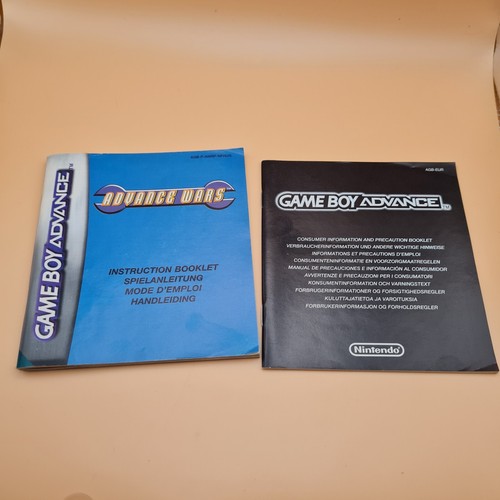 GAME BOY ADVANCE
ADVANCE WARS
INSTRUCTION BOOKLET
SPIELANLEITUNG
MODE D'EMPLOI
HANDLEIDING
AGB-EUR
GAME BOY ADVANCE TM
CONSUMER INFORMATION AND PRECAUTION BOOKLET
VERBRAUCHERINFORMATION UND ANDERE WICHTIGE HINWEISE
INFORMATIONS ET PRECAUTIONS D'EMPLOI
CONSUMENTENINFORMATIE EN VOORZORGMAATREGELEN
MANUAL DE PRECAUCIONES E INFORMACIÓN AL CONSUMIDOR
AVVERTENZE E PRECAUZIONI PER I CONSUMATORI
KONSUMENTINFORMATION OCH VARNINGSTEXT
FORBRUGERINFORMATIONER OG FORSIGTIGHEDSREGLER
KULUTTAJATIETOA JA VAROITUKSIA
FORBRUKERINFORMASJON OG FORHOLDSREGLER
Nintendo